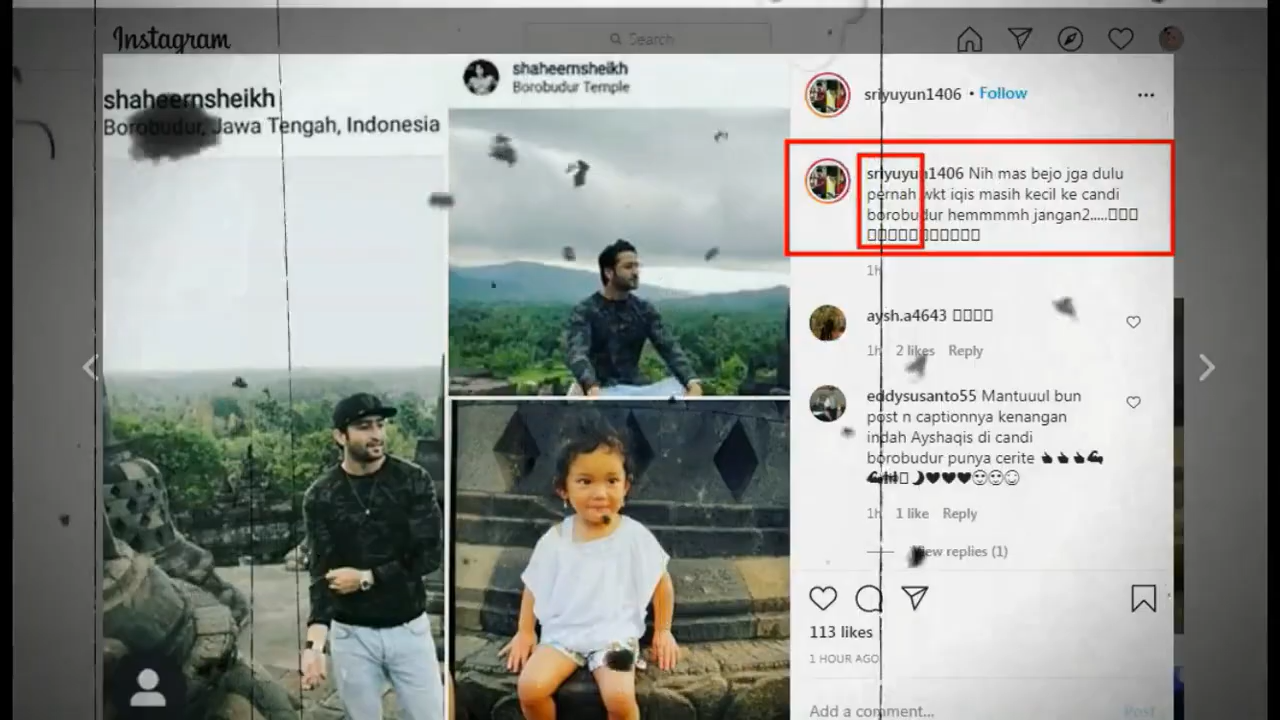 Instagram
Search
shaheernsheikh
Borobudur, Jawa Tengah, Indonesia
shaheernsheikh
Borobudur Temple
sriyuyun1406 • Follow
sriyuyun1406 Nih mas bejo jga dulu
pernah wkt iqis masih kecil ke candi
borobudur hemmmmh jangan2.....
1h
aysh.a4643
1h 2 likes Reply
eddysusanto55 Mantuuul bun
post n captionnya kenangan
indah Ayshaqis di candi
borobudur punya cerite 👍👍👍💪
🌙♥♥♥
1h 1 like Reply
View replies (1)
113 likes
1 HOUR AGO
Add a comment... Post